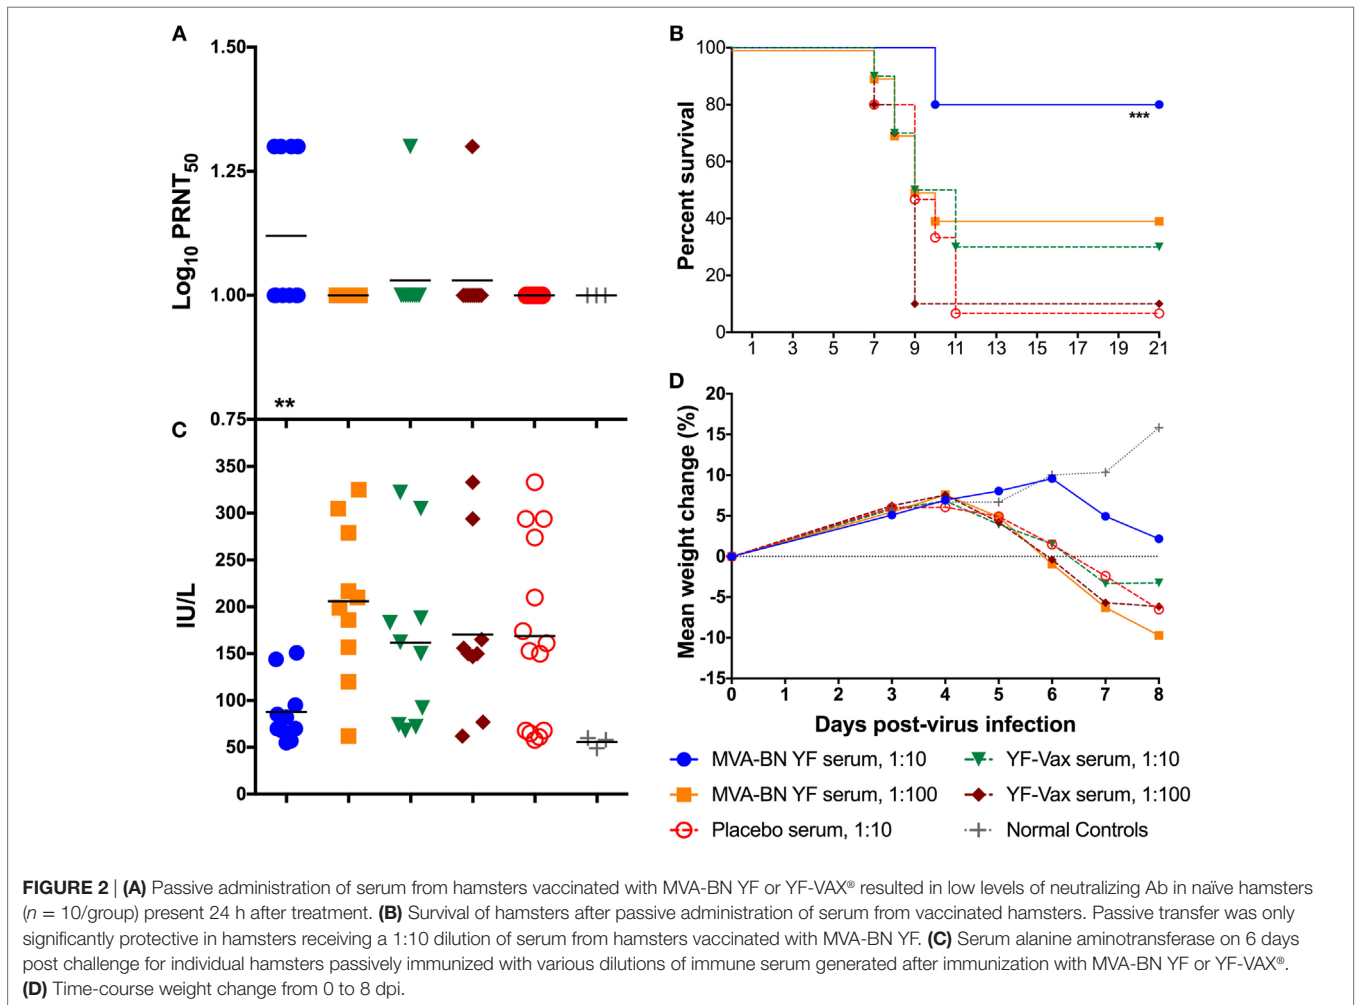 A
1.50
1.25
1.00
0.75
Log10 PRNT50
**
B
100
80
60
40
20
0
Percent survival
***
1 3 5 7 9 11 13 15 17 19 21
C
350
300
250
200
150
100
50
0
IU/L
D
20
15
10
5
0
-5
-10
-15
Mean weight change (%)
0 1 2 3 4 5 6 7 8
Days post-virus infection
MVA-BN YF serum, 1:10
YF-Vax serum, 1:10
MVA-BN YF serum, 1:100
YF-Vax serum, 1:100
Placebo serum, 1:10
Normal Controls
FIGURE 2 | (A) Passive administration of serum from hamsters vaccinated with MVA-BN YF or YF-VAX® resulted in low levels of neutralizing Ab in naïve hamsters
(n = 10/group) present 24 h after treatment. (B) Survival of hamsters after passive administration of serum from vaccinated hamsters. Passive transfer was only
significantly protective in hamsters receiving a 1:10 dilution of serum from hamsters vaccinated with MVA-BN YF. (C) Serum alanine aminotransferase on 6 days
post challenge for individual hamsters passively immunized with various dilutions of immune serum generated after immunization with MVA-BN YF or YF-VAX®.
(D) Time-course weight change from 0 to 8 dpi.